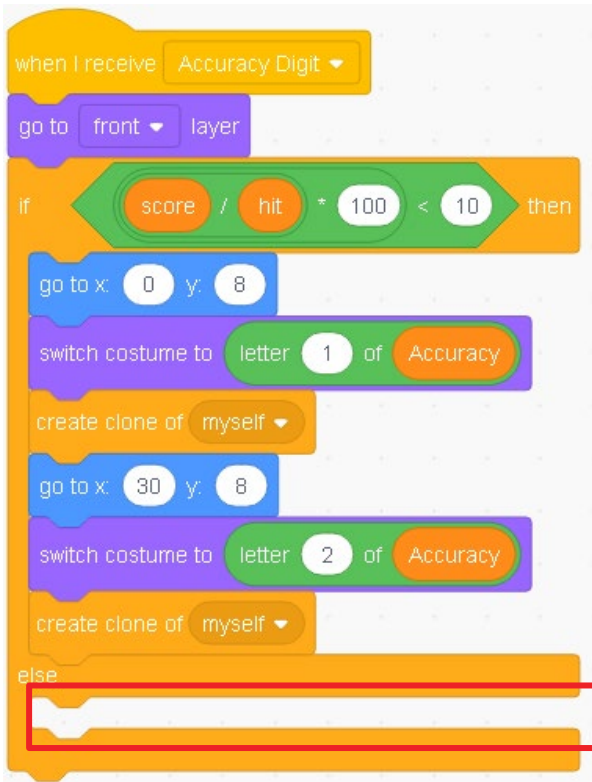 when I receive Accuracy Digit
go to front layer
if score / hit * 100 < 10 then
go to x: 0 y: 8
switch costume to letter 1 of Accuracy
create clone of myself
go to x: 30 y: 8
switch costume to letter 2 of Accuracy
create clone of myself
else